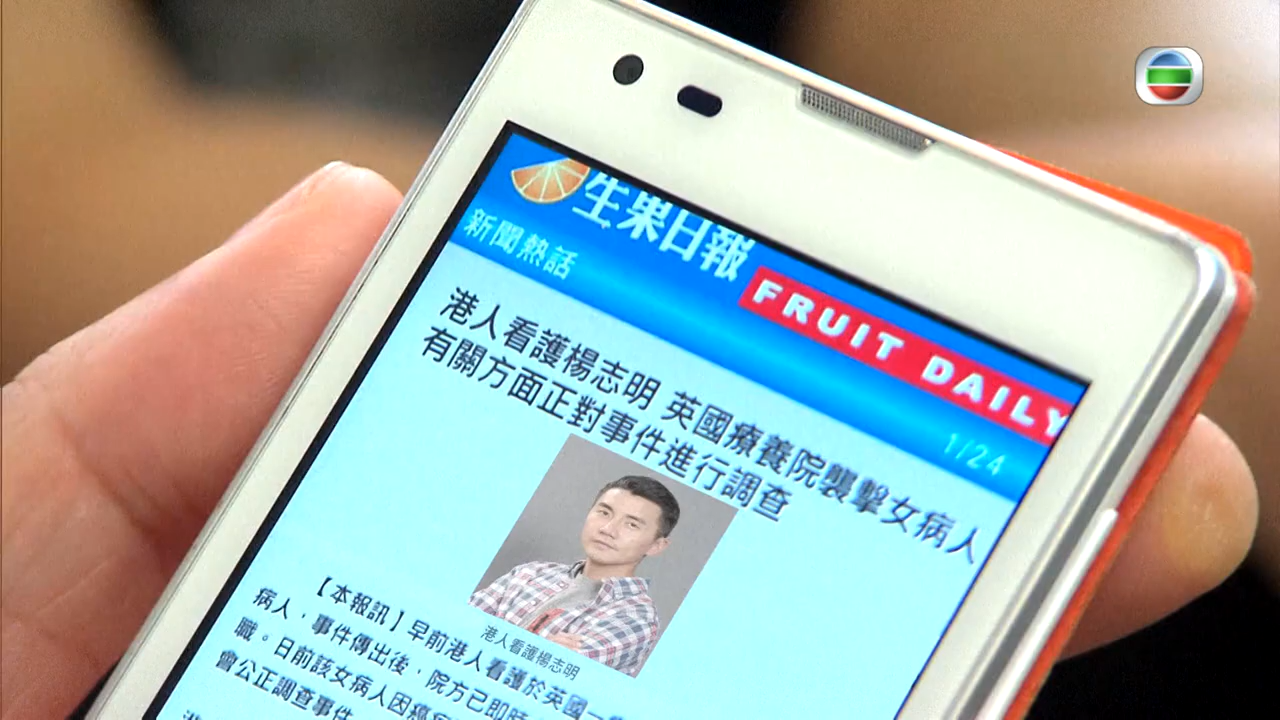 生果日報
FRUIT DAILY
新聞熱話
1/24
港人看護楊志明 英國療養院襲擊女病人
有關方面正對事件進行調查
港人看護楊志明
【本報訊】早前港人看護於英國一
病人，事件傳出後，院方已即時
職。日前該女病人因癌
會公正調查事件